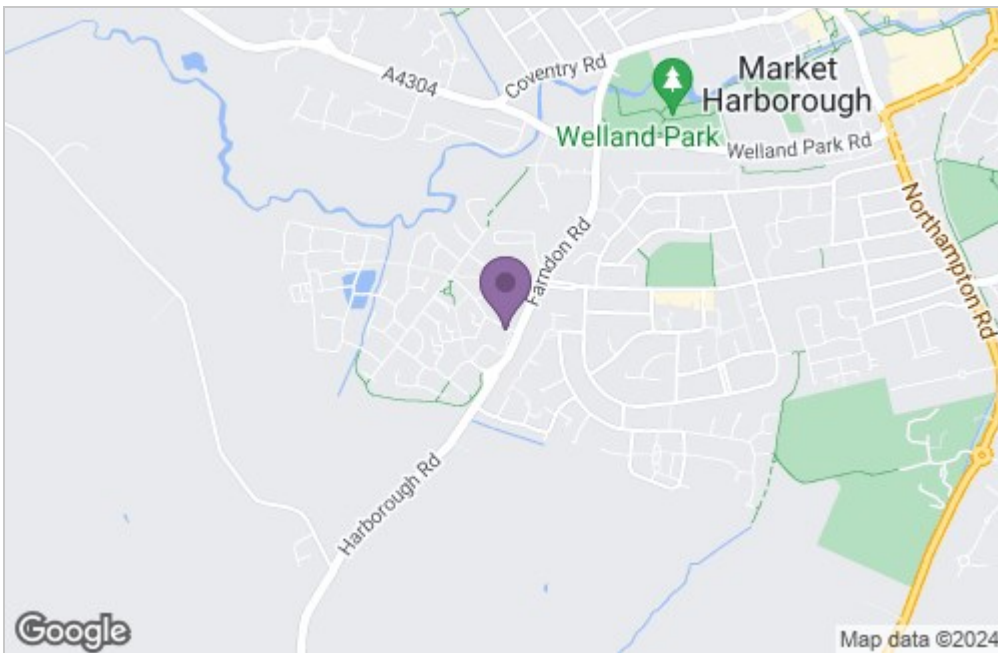 A4304
Coventry Rd
Market
Harborough
Welland Park
Welland Park Rd
Farndon Rd
Northampton Rd
Harborough Rd
Google
Map data ©2024